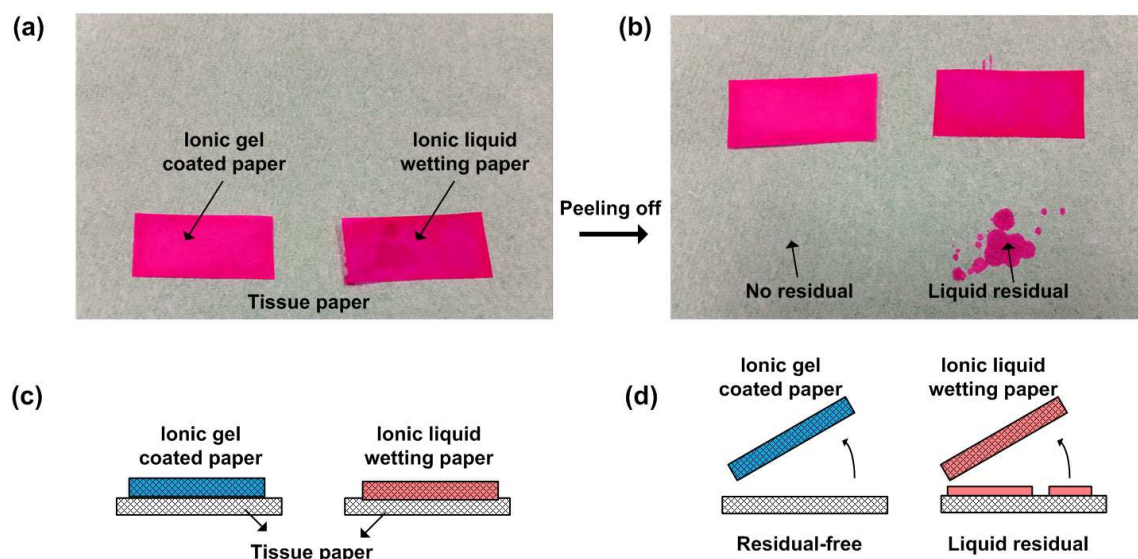 (a)
Ionic gel
coated paper
Ionic liquid
wetting paper
Tissue paper
Peeling off
(b)
No residual
Liquid residual
(c)
Ionic gel
coated paper
Ionic liquid
wetting paper
Tissue paper
(d)
Ionic gel
coated paper
Ionic liquid
wetting paper
Residual-free
Liquid residual